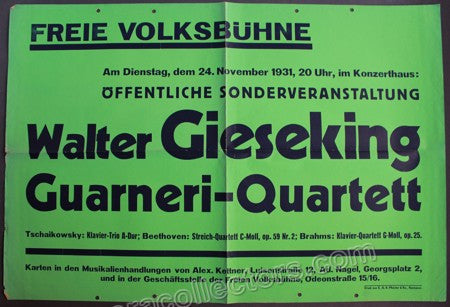 FREIE VOLKSBÜHNE
Am Dienstag, dem 24. November 1931, 20 Uhr, im Konzerthaus:
ÖFFENTLICHE SONDERVERANSTALTUNG
Walter Gieseking
Guarneri-Quartett
Tschaikowsky: Klavier-Trio A-Dur; Beethoven: Streich-Quartett C-Moll, op. 59 Nr. 2; Brahms: Klavier-Quartett G-Moll, op. 25.
Karten in den Musikalienhandlungen von Alex. Kettner, Luisenstraße 12, Ad. Nagel, Georgsplatz 2,
und in der Geschäftsstelle der Freien Volksbühne, Odeonstraße 15/16.